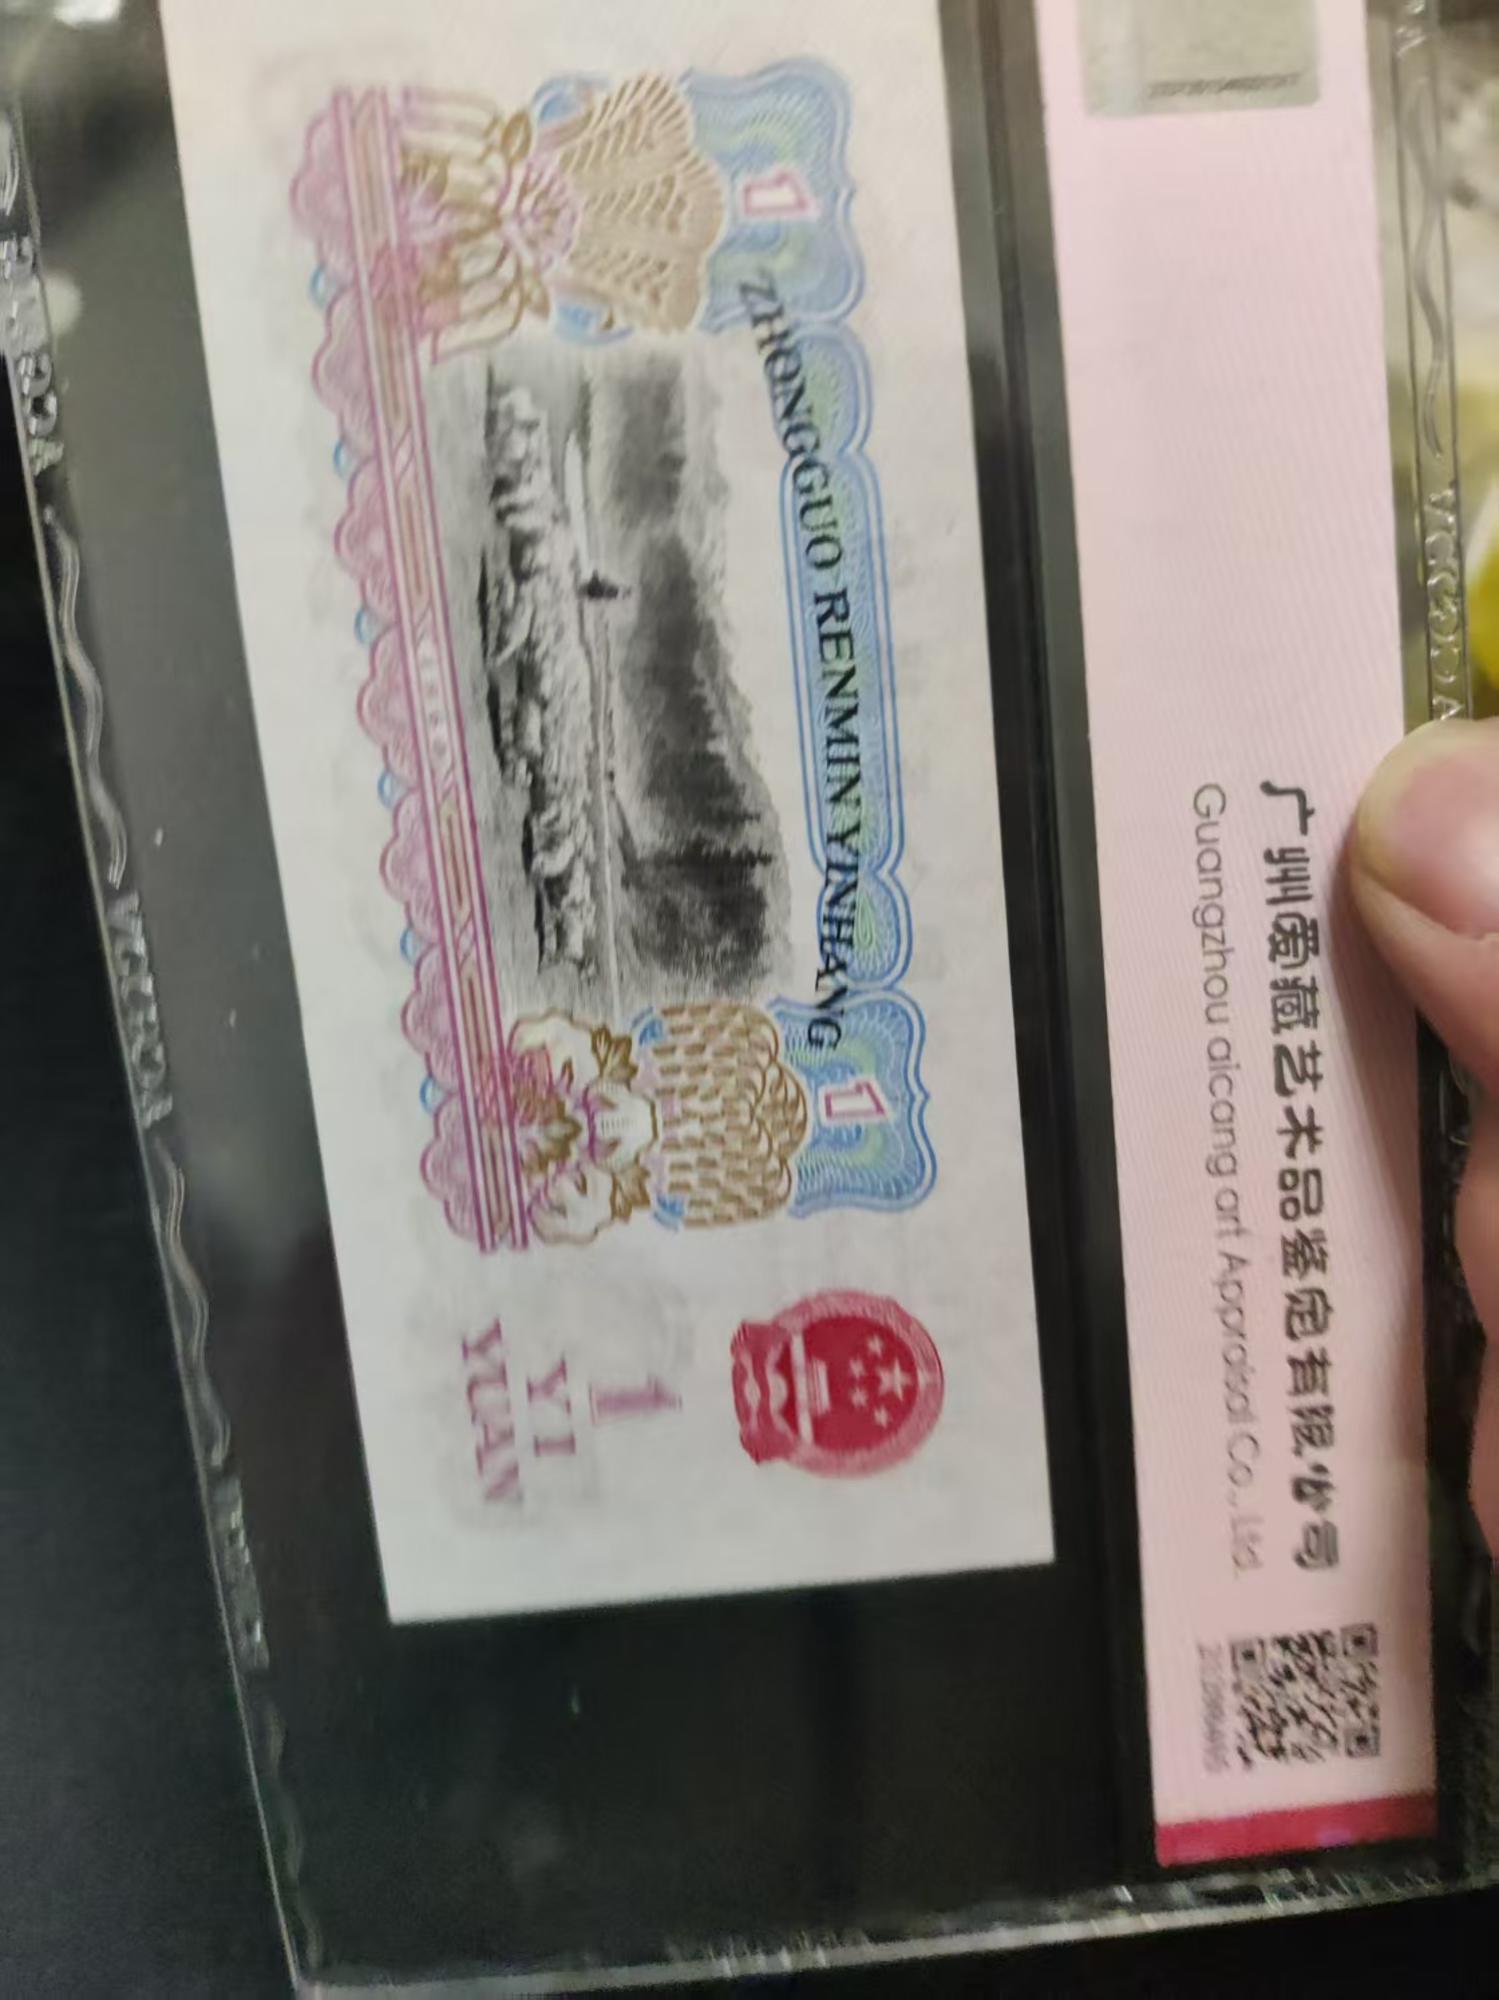 广州爱藏艺术品鉴定有限公司
Guangzhou aicang art Appraisal Co., Ltd.
ZHONGGUO RENMIN YINHANG
1
1
1
YI
YUAN